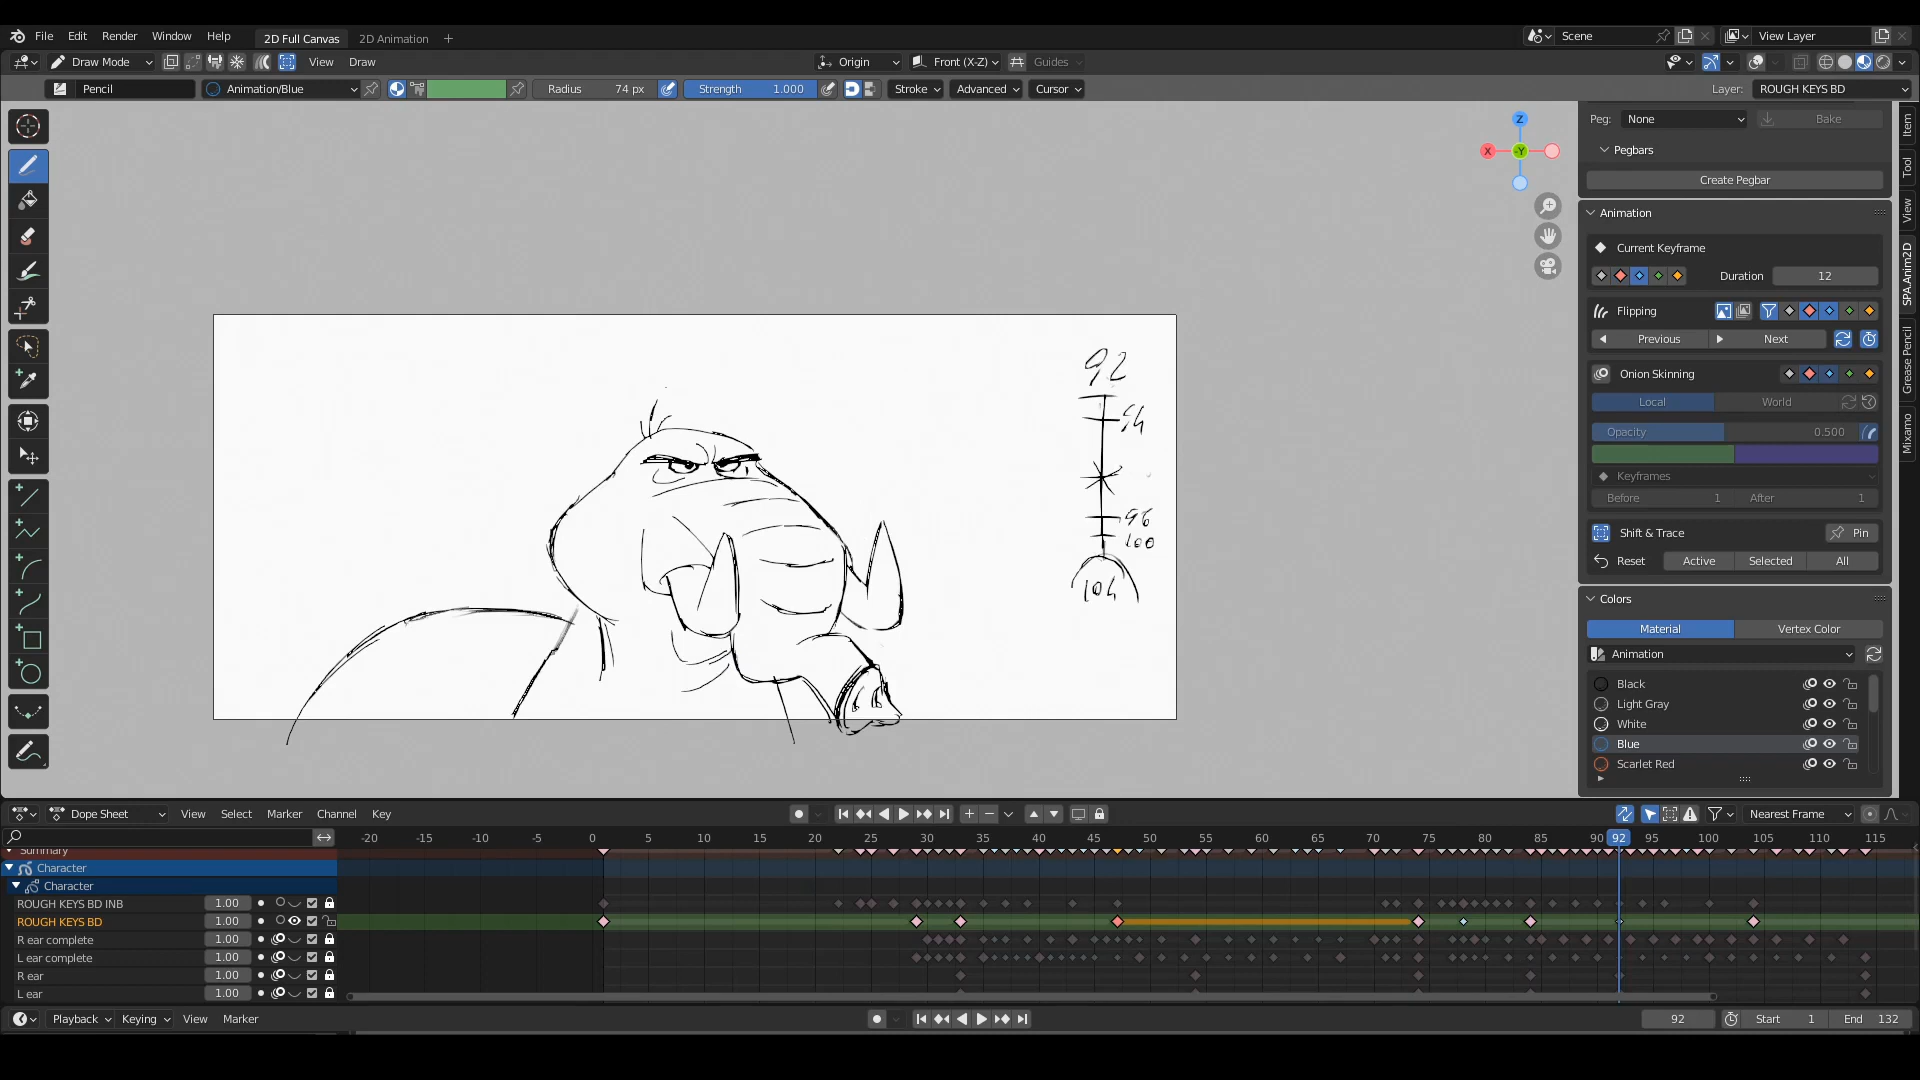 File Edit Render Window Help 2D Full Canvas 2D Animation + Scene View Layer
Draw Mode View Draw Origin Front (X-Z) Guides
Pencil Animation/Blue Radius 74 px Strength 1.000 Stroke Advanced Cursor Layer: ROUGH KEYS BD
Z
X -Y
Peg: None Bake
Pegbars
Create Pegbar
Animation
Current Keyframe
Duration 12
Flipping
Previous Next
Onion Skinning
Local World
Opacity 0.500
Keyframes
Before 1 After 1
Shift & Trace Pin
Reset Active Selected All
Colors
Material Vertex Color
Animation
Black
Light Gray
White
Blue
Scarlet Red
Item
Tool
View
SPA.Anim2D
Grease Pencil
Mixamo
92
94
96
100
104
Dope Sheet View Select Marker Channel Key Nearest Frame
-20 -15 -10 -5 0 5 10 15 20 25 30 35 40 45 50 55 60 65 70 75 80 85 90 92 95 100 105 110 115
Summary
Character
Character
ROUGH KEYS BD INB 1.00
ROUGH KEYS BD 1.00
R ear complete 1.00
L ear complete 1.00
R ear 1.00
L ear 1.00
Playback Keying View Marker 92 Start 1 End 132